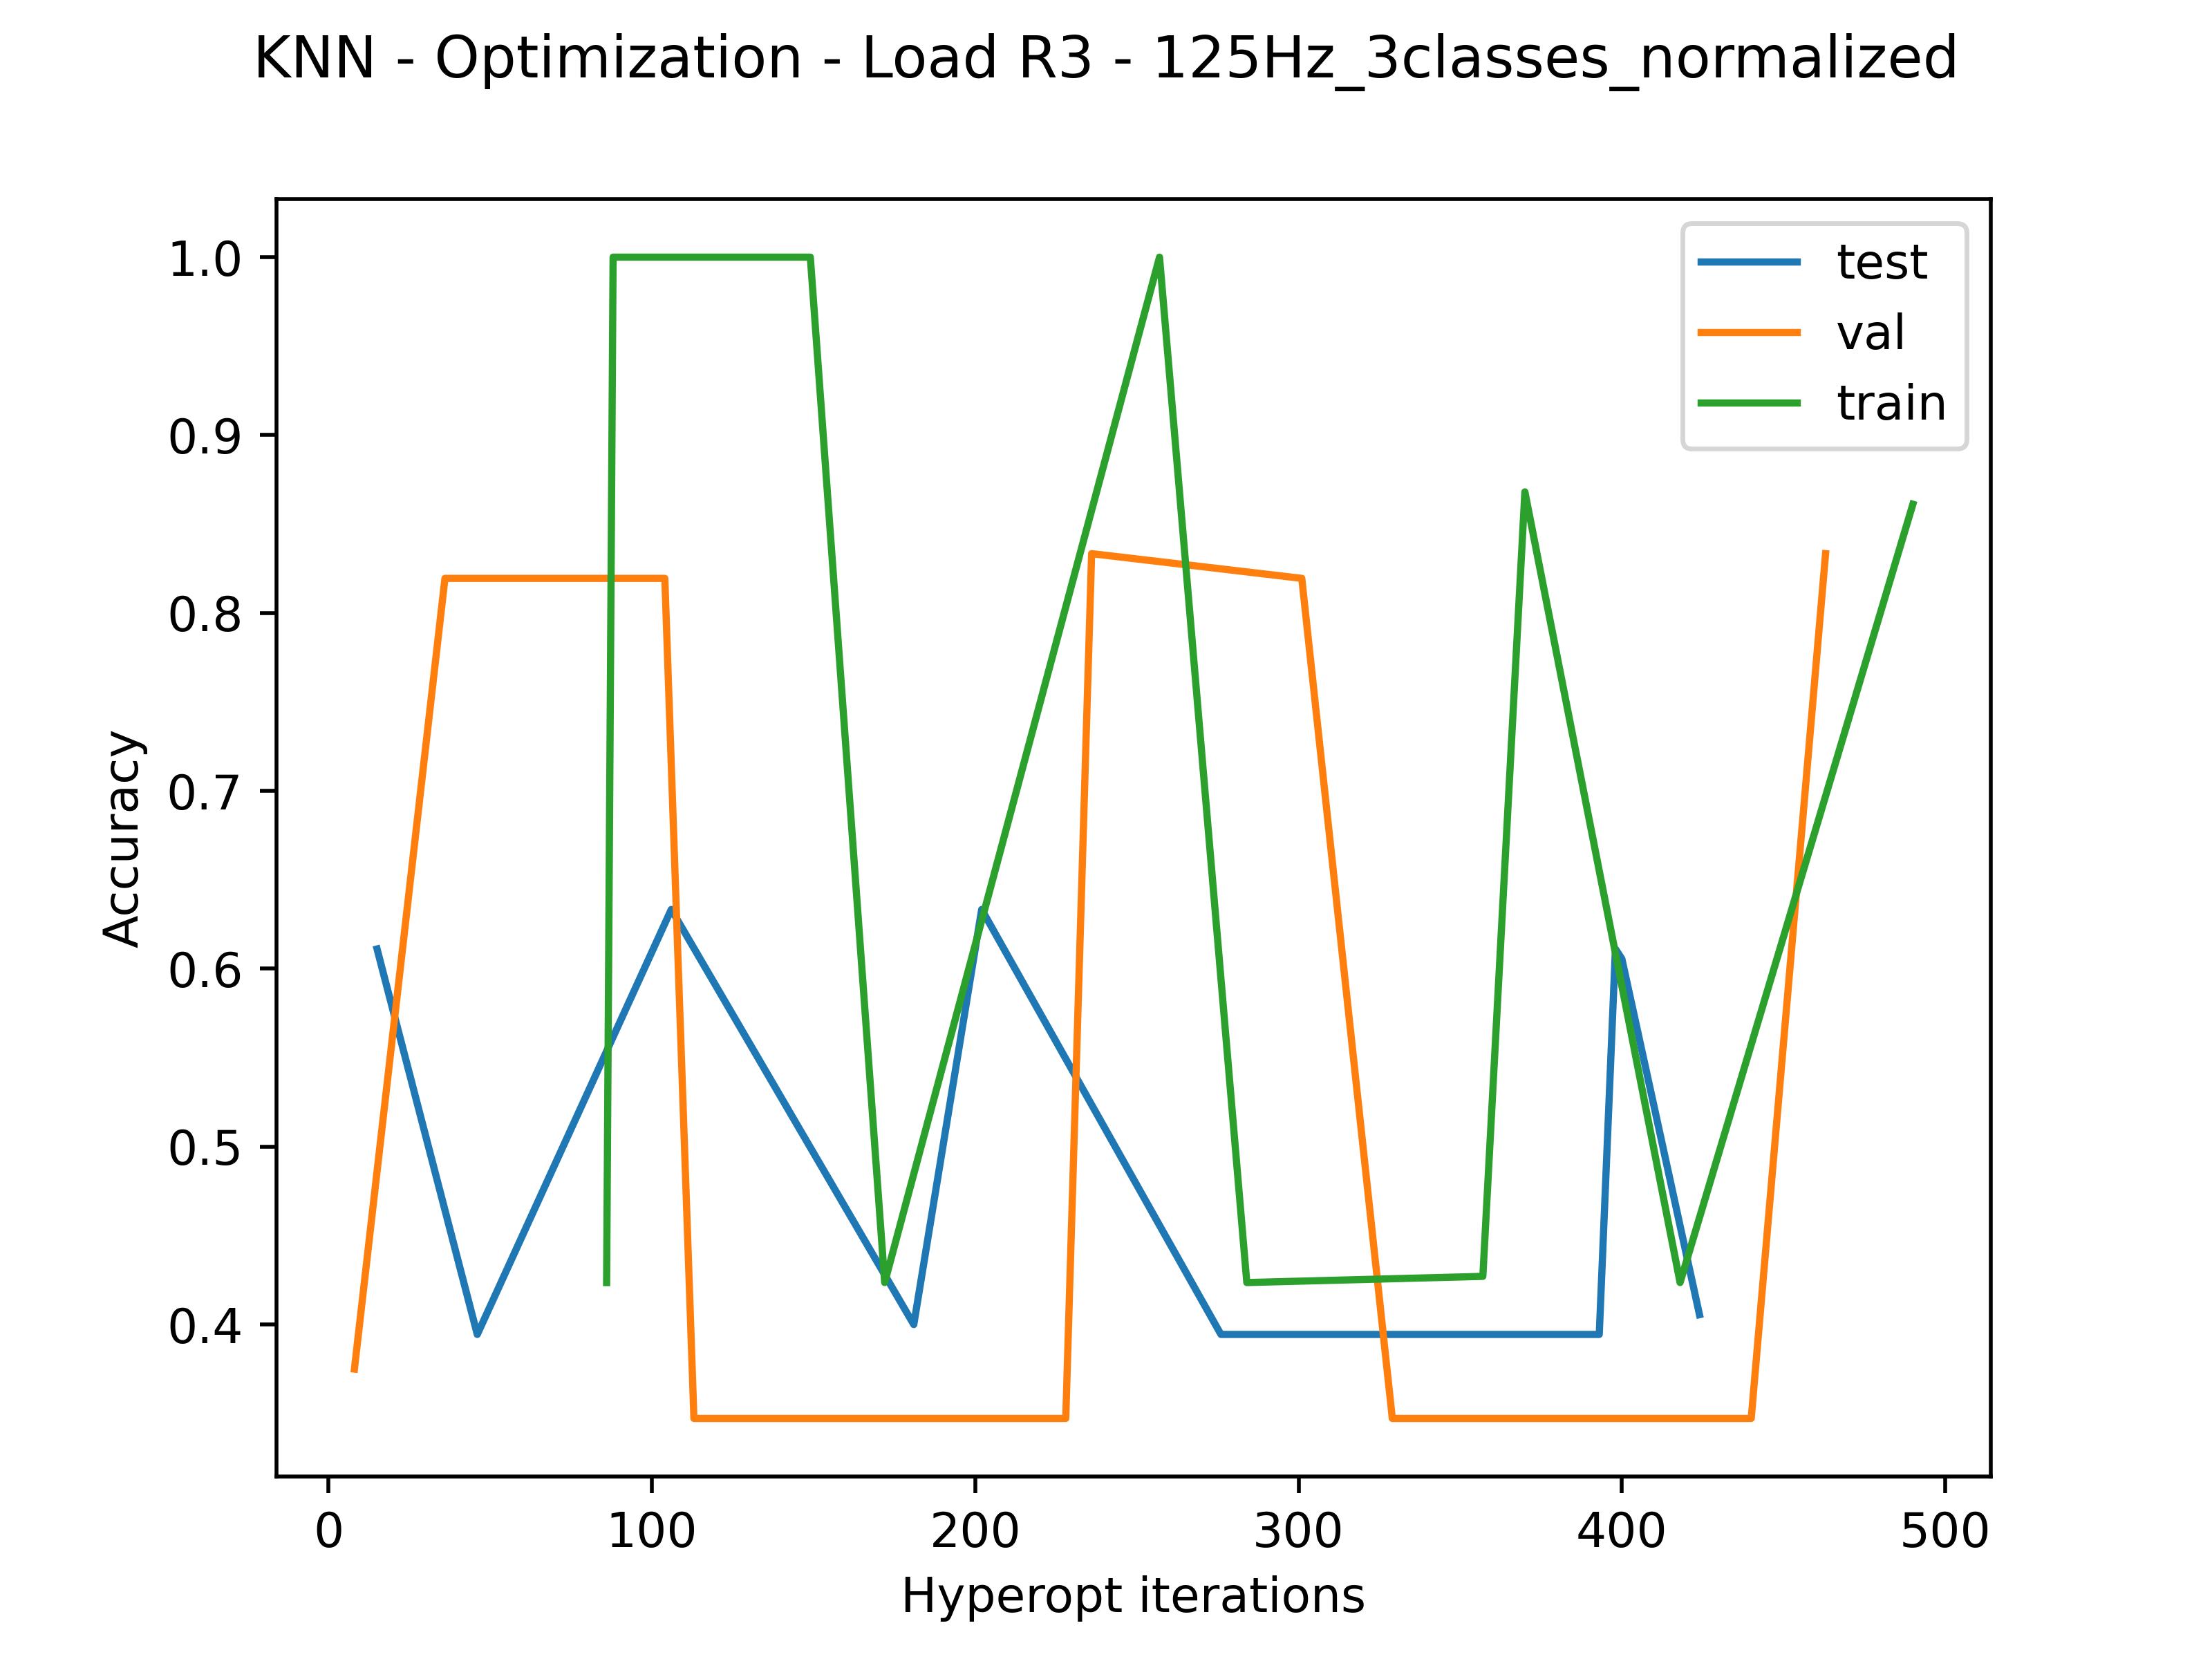 KNN - Optimization - Load R3 - 125Hz_3classes_normalized
test
val
train
1.0
0.9
0.8
0.7
0.6
0.5
0.4
Accuracy
0 100 200 300 400 500
Hyperopt iterations